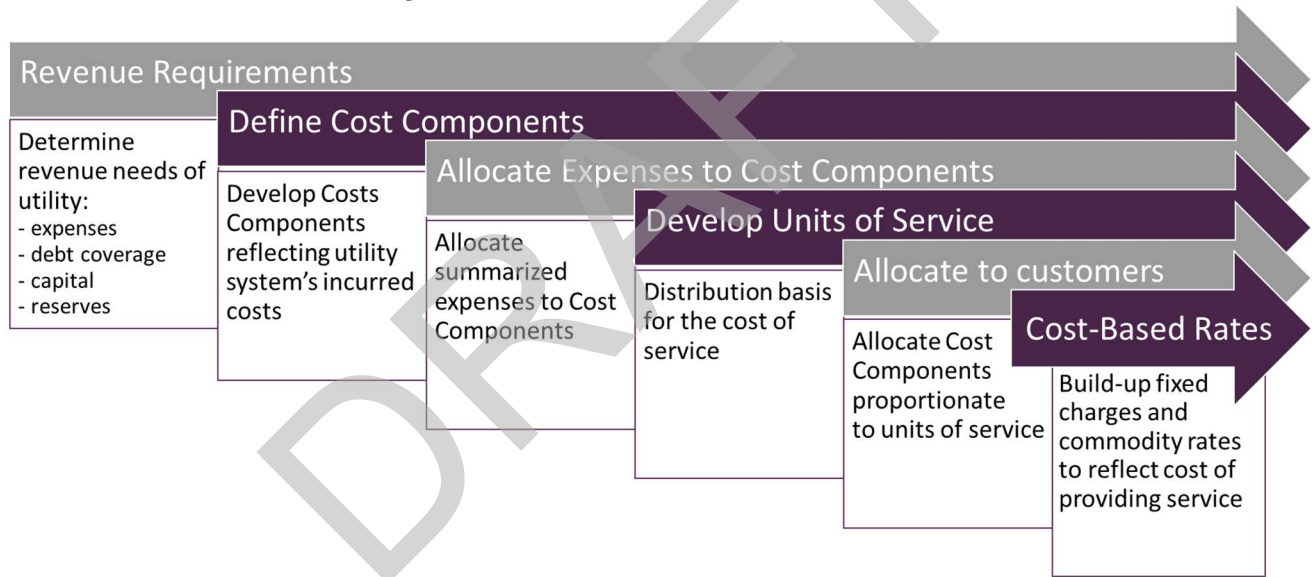 Revenue Requirements
Determine
revenue needs of
utility:
- expenses
- debt coverage
- capital
- reserves
Define Cost Components
Develop Costs
Components
reflecting utility
system's incurred
costs
Allocate Expenses to Cost Components
Allocate
summarized
expenses to Cost
Components
Develop Units of Service
Distribution basis
for the cost of
service
Allocate to customers
Allocate Cost
Components
proportionate
to units of service
Cost-Based Rates
Build-up fixed
charges and
commodity rates
to reflect cost of
providing service
DRAFT